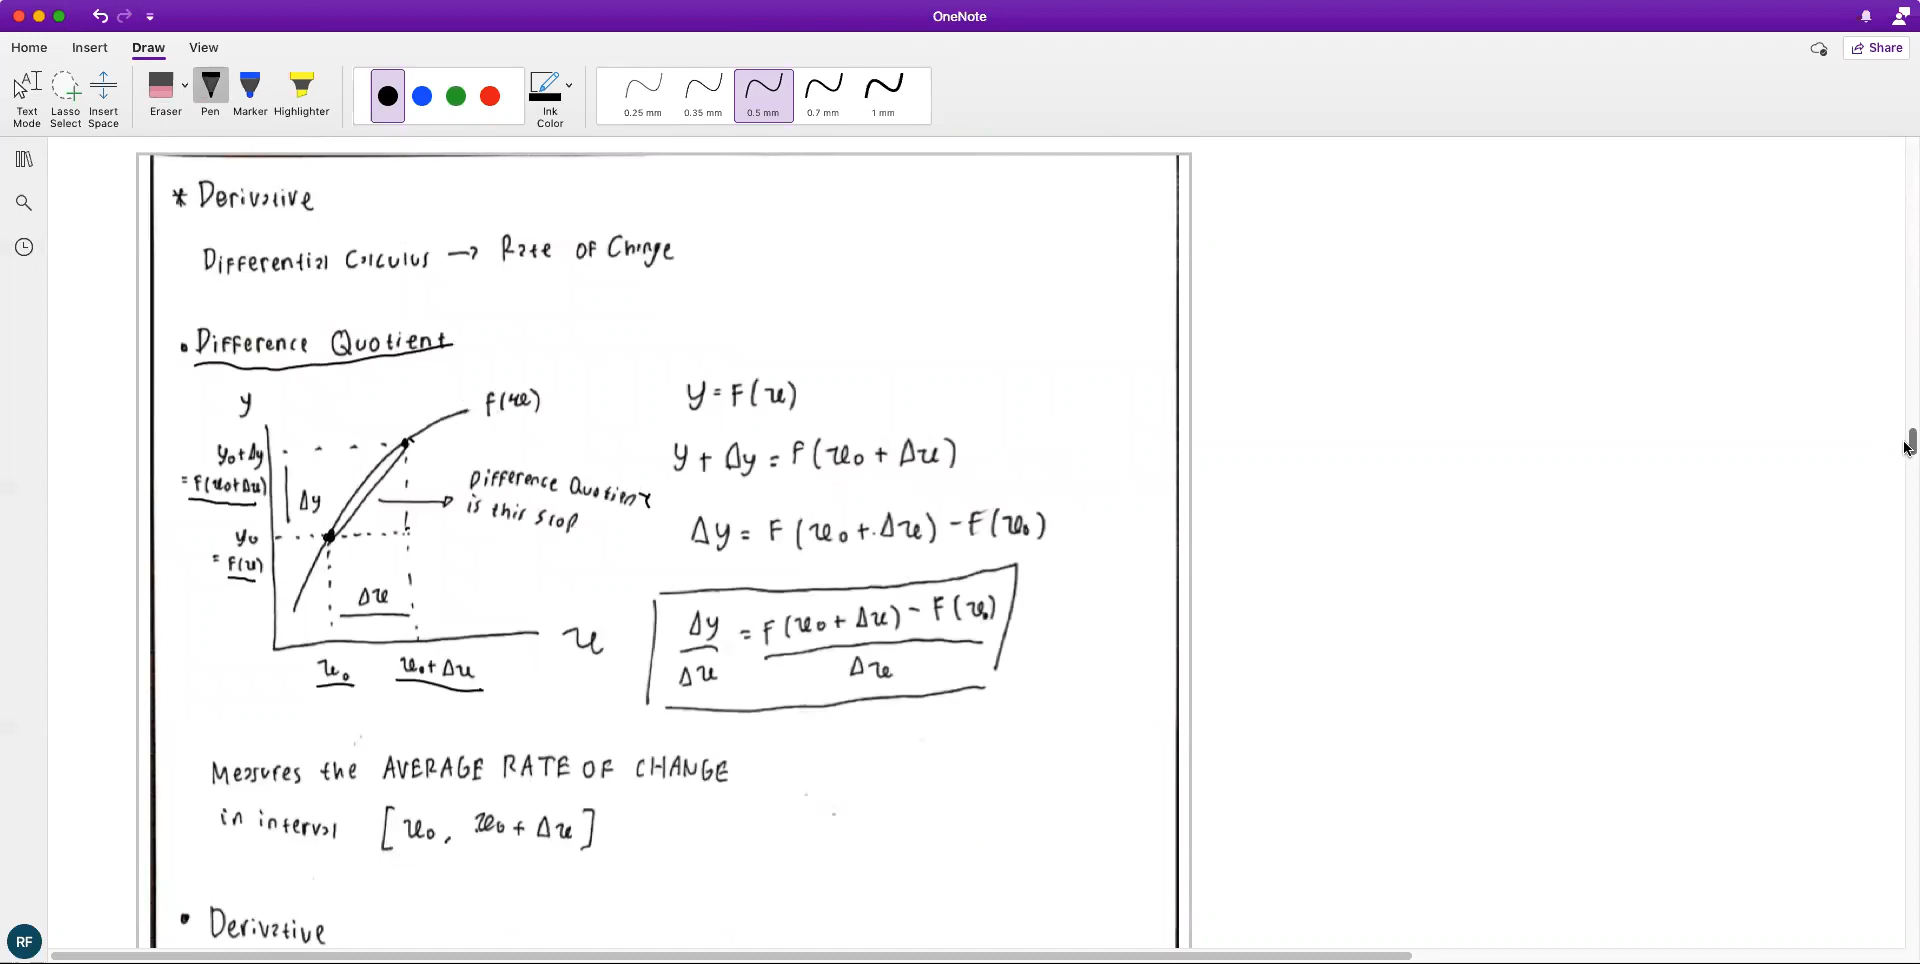 OneNote
Home Insert Draw View
Share
Text Mode
Lasso Select
Insert Space
Eraser
Pen
Marker
Highlighter
Ink Color
0.25 mm
0.35 mm
0.5 mm
0.7 mm
1 mm
* Derivative
Differential Calculus → Rate of Change
• Difference Quotient
y
f(x)
y₀+Δy
= F(x₀+Δx)
Δy
y₀
= F(x)
Difference Quotient
is this slop
Δx
x
x₀
x₀+Δx
y = F(x)
y + Δy = F(x₀ + Δx)
Δy = F(x₀ + Δx) - F(x₀)
Δy/Δx = F(x₀ + Δx) - F(x₀)/Δx
Measures the AVERAGE RATE OF CHANGE
in interval [x₀, x₀ + Δx]
• Derivative
RF